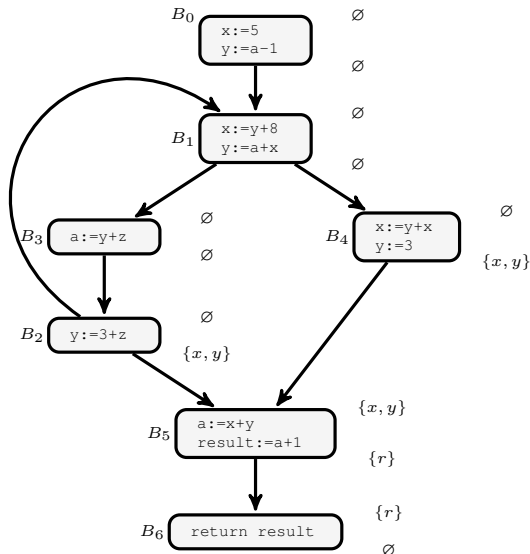 B₀
x:=5
y:=a−1
∅
∅
B₁
x:=y+8
y:=a+x
∅
∅
B₃
a:=y+z
∅
∅
B₄
x:=y+x
y:=3
∅
{x, y}
B₂
y:=3+z
∅
{x, y}
B₅
a:=x+y
result:=a+1
{x, y}
{r}
B₆
return result
{r}
∅